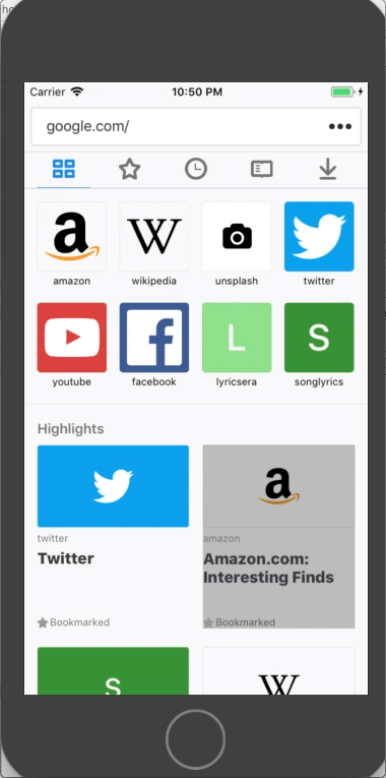 Carrier 10:50 PM
google.com/
amazon wikipedia unsplash twitter
L S
youtube facebook lyricsera songlyrics
Highlights
twitter amazon
Twitter Amazon.com:
Interesting Finds
Bookmarked Bookmarked
S W